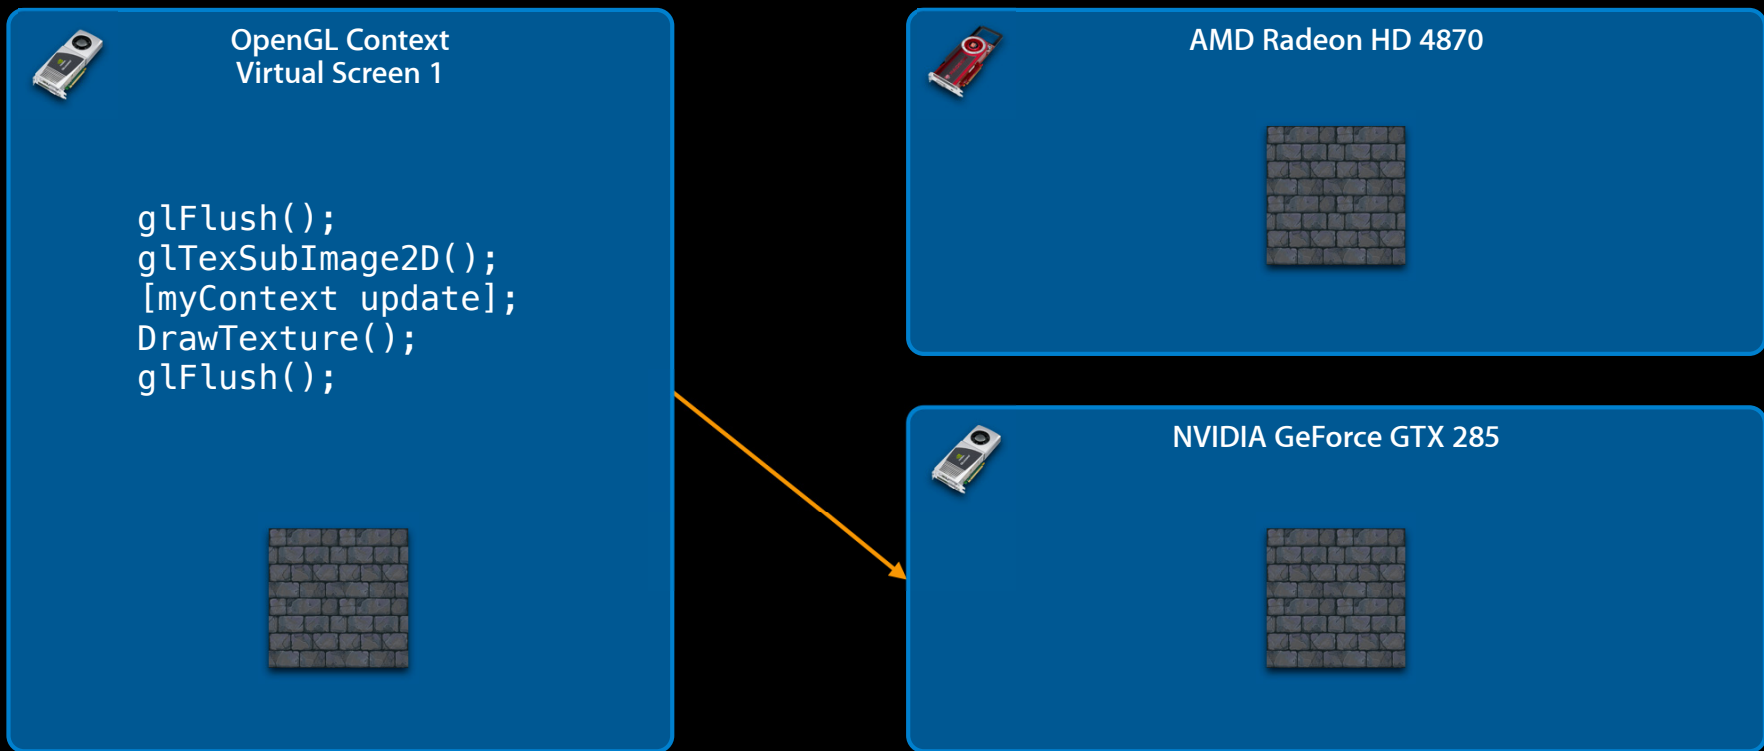 OpenGL Context
Virtual Screen 1
glFlush();
glTexSubImage2D();
[myContext update];
DrawTexture();
glFlush();
AMD Radeon HD 4870
NVIDIA GeForce GTX 285